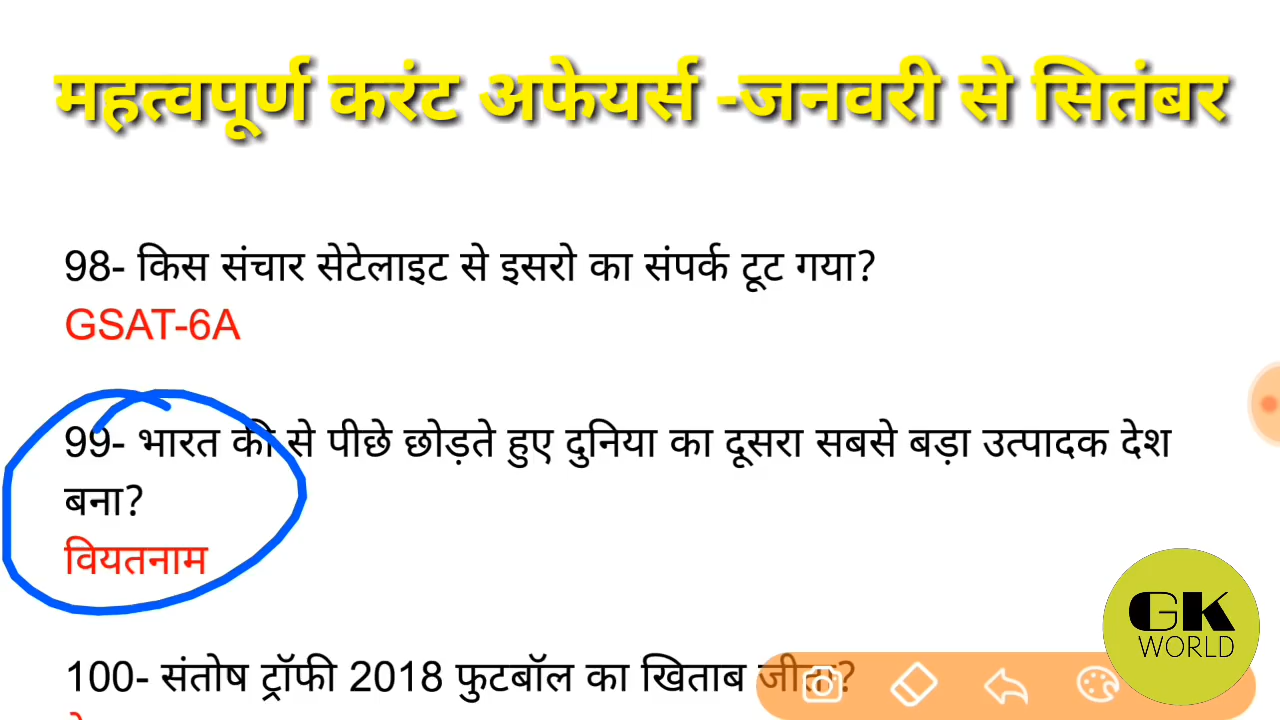 महत्वपूर्ण करंट अफेयर्स -जनवरी से सितंबर
98- किस संचार सेटेलाइट से इसरो का संपर्क टूट गया?
GSAT-6A
99- भारत की से पीछे छोड़ते हुए दुनिया का दूसरा सबसे बड़ा उत्पादक देश
बना?
वियतनाम
100- संतोष ट्रॉफी 2018 फुटबॉल का खिताब जीता?
GK
WORLD